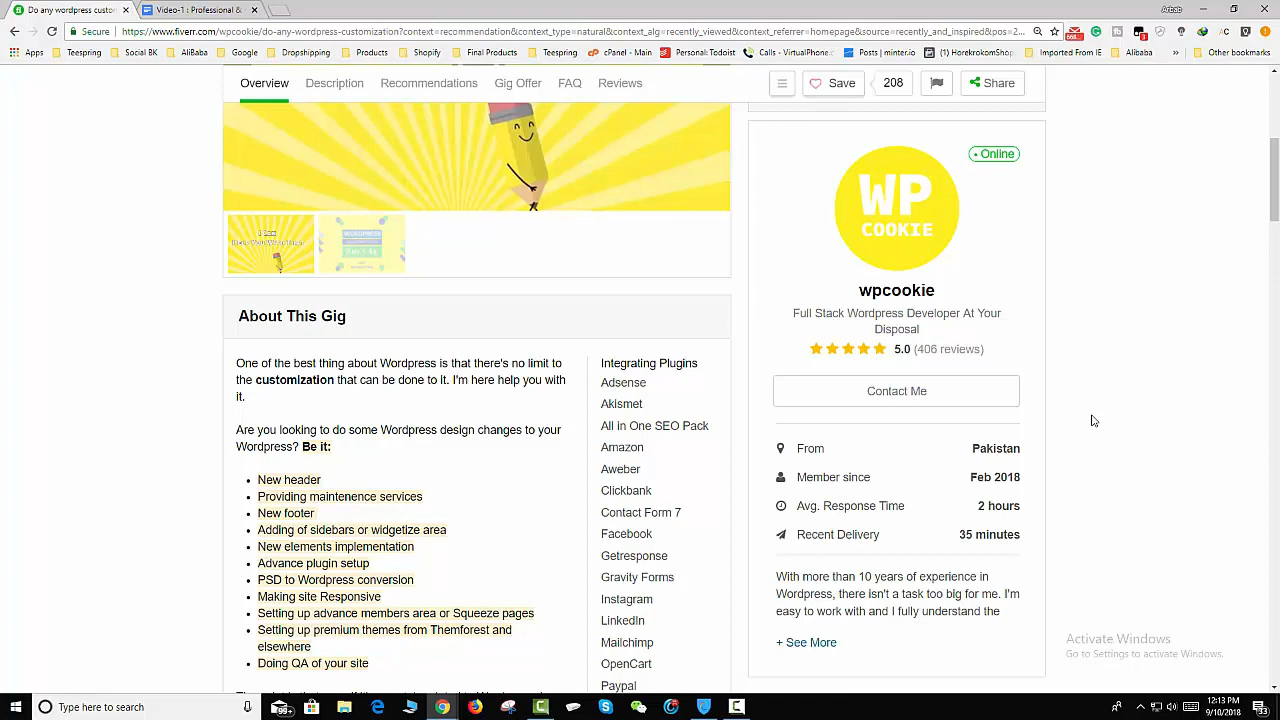 Do any wordpress custo
Video-1 : Professional &
Arbob
Secure
https://www.fiverr.com/wpcookie/do-any-wordpress-customization?context=recommendation&context_type=natural&context_alg=recently_viewed&context_referrer=homepage&source=recently_and_inspired&pos=2...
668
3
Apps
Teespring
Social BK
AliBaba
Google
Dropshipping
Projects
Shopify
Final Products
Teespring
cPanel - Main
Personal: Todoist
Calls - VirtualPhone.
Posts | minter.io
(1) HorekrokomShop
Imported From IE
Alibaba
»
Other bookmarks
Overview
Description
Recommendations
Gig Offer
FAQ
Reviews
Save
208
Share
• Online
WP
COOKIE
WORDPRESS
wpcookie
Full Stack Wordpress Developer At Your
Disposal
5.0 (406 reviews)
Contact Me
From
Pakistan
Member since
Feb 2018
Avg. Response Time
2 hours
Recent Delivery
35 minutes
With more than 10 years of experience in
Wordpress, there isn't a task too big for me. I'm
easy to work with and I fully understand the
+ See More
About This Gig
One of the best thing about Wordpress is that there's no limit to
the customization that can be done to It. I'm here help you with
it.
Are you looking to do some Wordpress design changes to your
Wordpress? Be it:
• New header
• Providing maintenence services
• New footer
• Adding of sidebars or widgetize area
• New elements implementation
• Advance plugin setup
• PSD to Wordpress conversion
• Making site Responsive
• Setting up advance members area or Squeeze pages
• Setting up premium themes from Themforest and
elsewhere
• Doing QA of your site
Integrating Plugins
Adsense
Akismet
All in One SEO Pack
Amazon
Aweber
Clickbank
Contact Form 7
Facebook
Getresponse
Gravity Forms
Instagram
LinkedIn
Mailchimp
OpenCart
Paypal
Activate Windows
Go to Settings to activate Windows.
Type here to search
99+
12:13 PM
9/10/2018